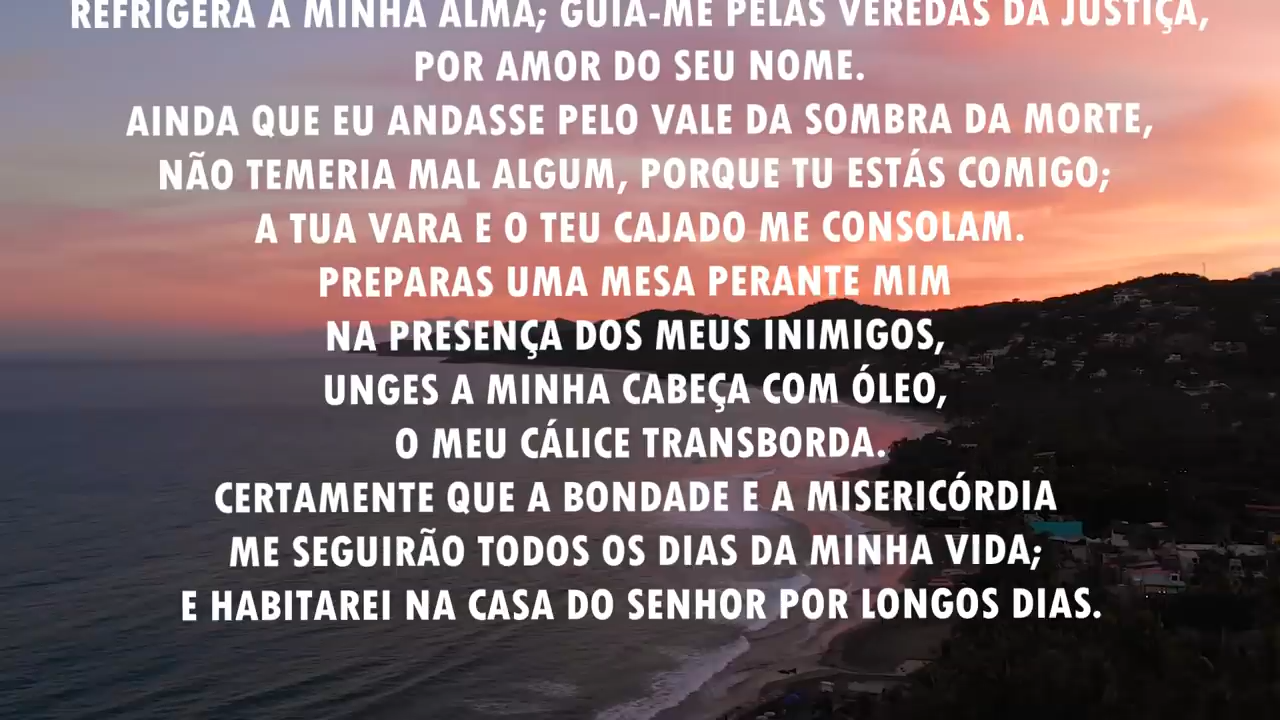 REFRIGERA A MINHA ALMA; GUIA-ME PELAS VEREDAS DA JUSTIÇA,
POR AMOR DO SEU NOME.
AINDA QUE EU ANDASSE PELO VALE DA SOMBRA DA MORTE,
NÃO TEMERIA MAL ALGUM, PORQUE TU ESTÁS COMIGO;
A TUA VARA E O TEU CAJADO ME CONSOLAM.
PREPARAS UMA MESA PERANTE MIM
NA PRESENÇA DOS MEUS INIMIGOS,
UNGES A MINHA CABEÇA COM ÓLEO,
O MEU CÁLICE TRANSBORDA.
CERTAMENTE QUE A BONDADE E A MISERICÓRDIA
ME SEGUIRÃO TODOS OS DIAS DA MINHA VIDA;
E HABITAREI NA CASA DO SENHOR POR LONGOS DIAS.